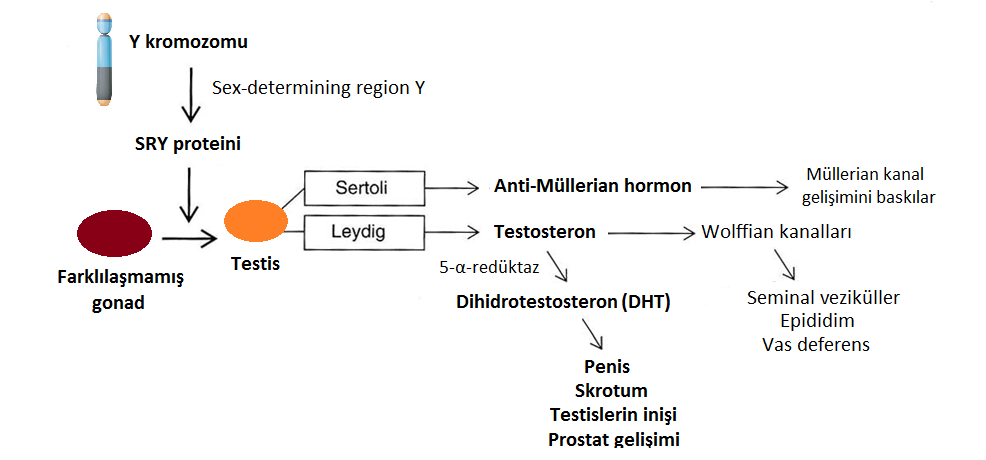 Y kromozomu
Sex-determining region Y
SRY proteini
Farklılaşmamış
gonad
Testis
Sertoli
Leydig
Anti-Müllerian hormon
Müllerian kanal
gelişimini baskılar
Testosteron
Wolffian kanalları
5-α-redüktaz
Dihidrotestosteron (DHT)
Seminal veziküller
Epididim
Vas deferens
Penis
Skrotum
Testislerin inişi
Prostat gelişimi